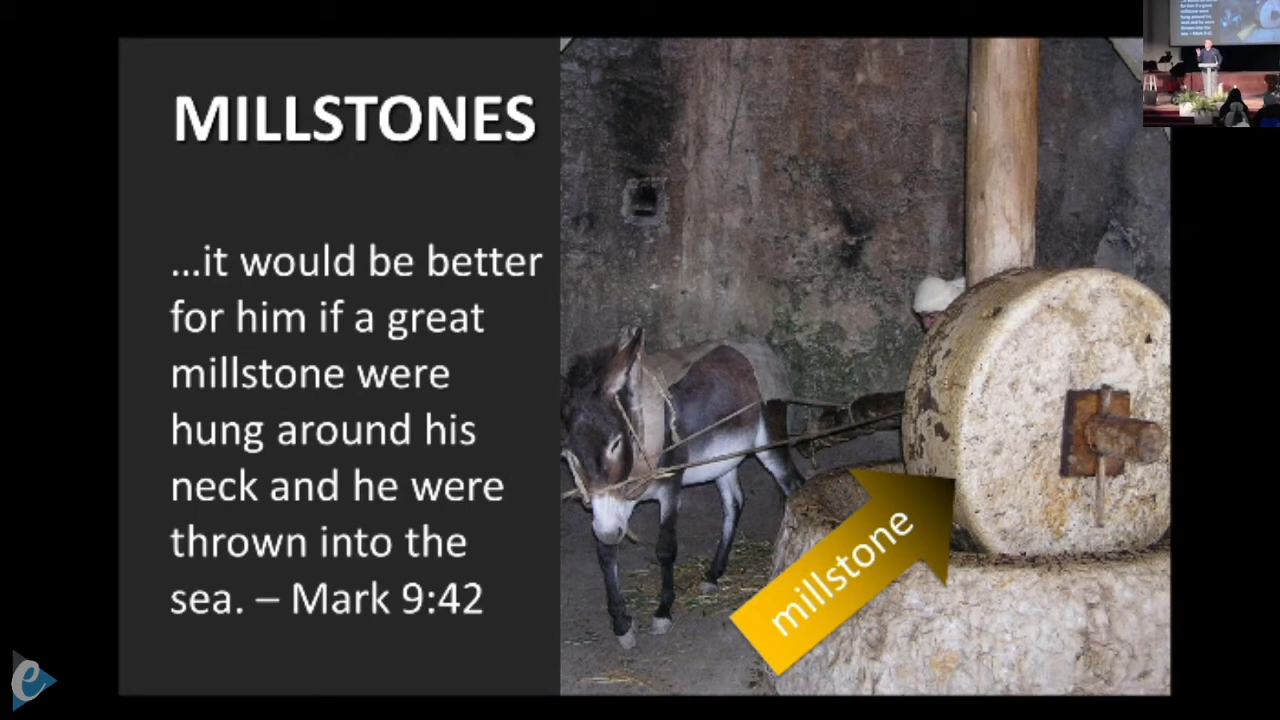 MILLSTONES
...it would be better
for him if a great
millstone were
hung around his
neck and he were
thrown into the
sea. – Mark 9:42
millstone
e